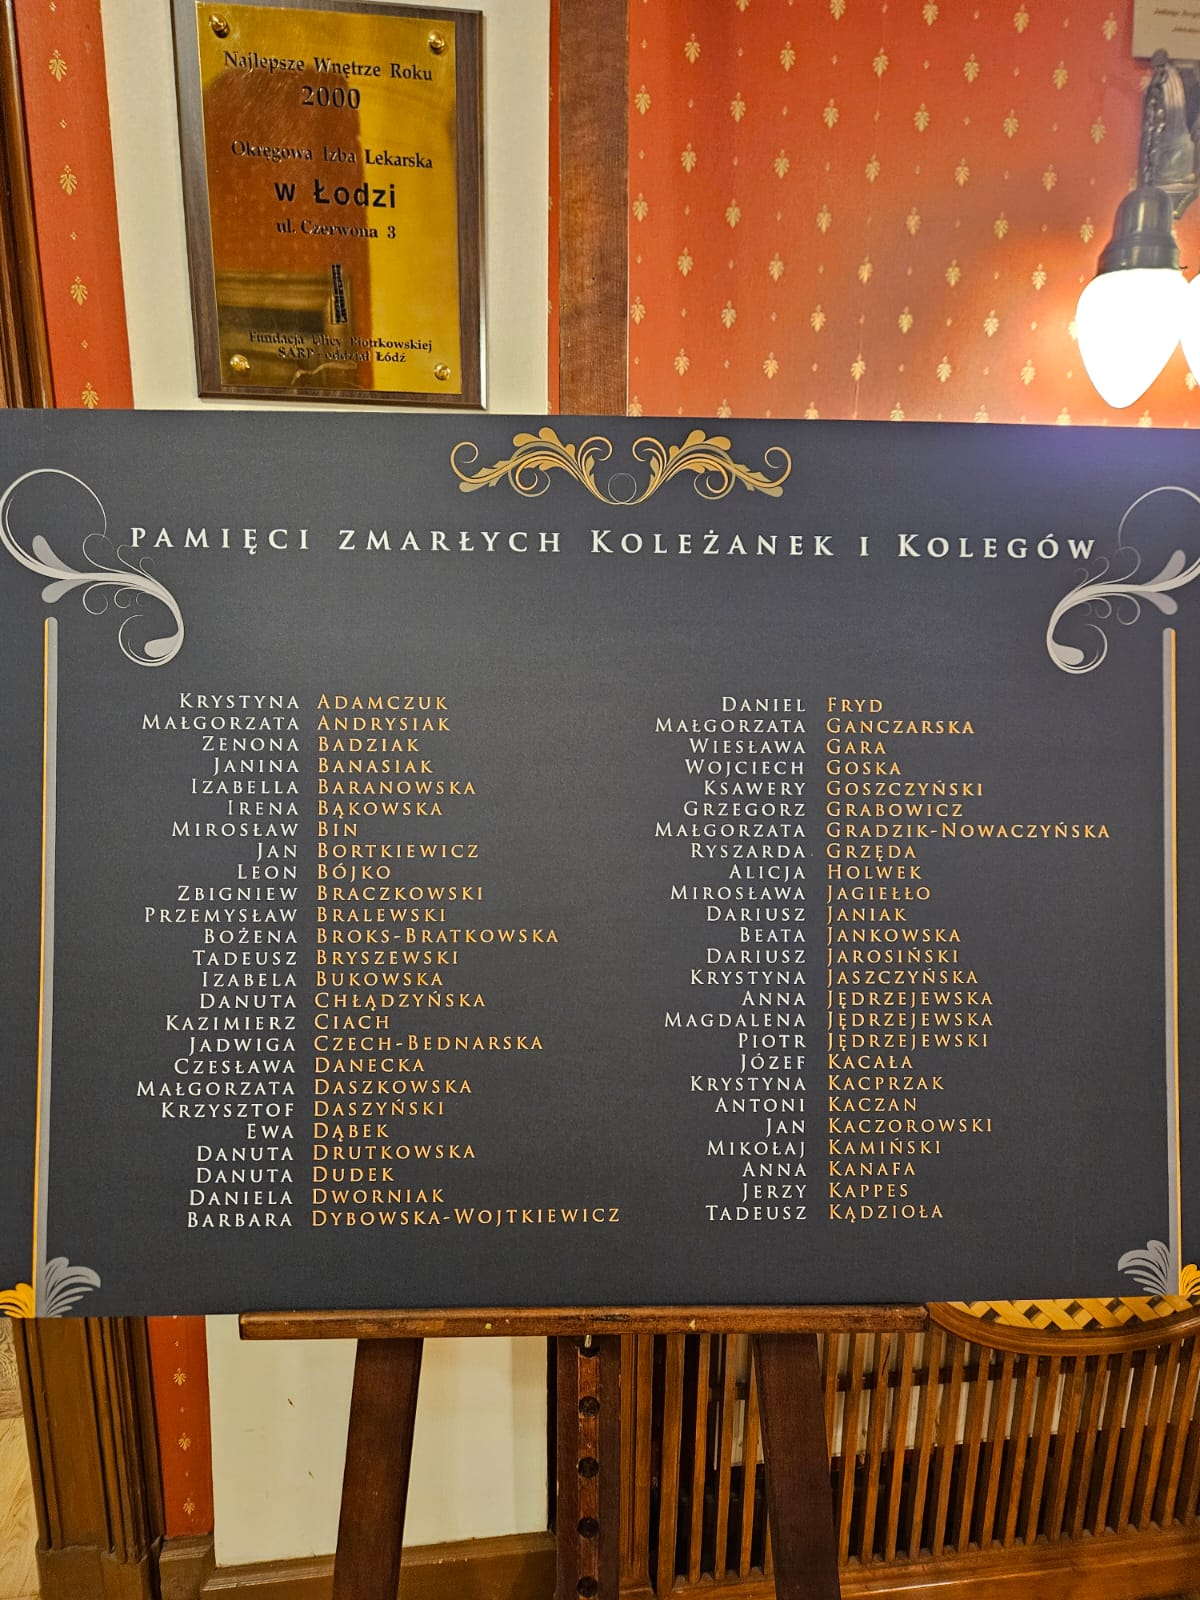 Najlepsze Wnętrze Roku
2000
Okręgowa Izba Lekarska
w Łodzi
ul. Czerwona 3
Fundacja Ulicy Piotrkowskiej
SARP - oddział Łódź
PAMIĘCI ZMARŁYCH KOLEŻANEK I KOLEGÓW
KRYSTYNA ADAMCZUK
MAŁGORZATA ANDRYSIAK
ZENONA BADZIAK
JANINA BANASIAK
IZABELLA BARANOWSKA
IRENA BĄKOWSKA
MIROSŁAW BIN
JAN BORTKIEWICZ
LEON BÓJKO
ZBIGNIEW BRACZKOWSKI
PRZEMYSŁAW BRALEWSKI
BOŻENA BROKS-BRATKOWSKA
TADEUSZ BRYSZEWSKI
IZABELA BUKOWSKA
DANUTA CHŁĄDZYŃSKA
KAZIMIERZ CIACH
JADWIGA CZECH-BEDNARSKA
CZESŁAWA DANECKA
MAŁGORZATA DASZKOWSKA
KRZYSZTOF DASZYŃSKI
EWA DĄBEK
DANUTA DRUTKOWSKA
DANUTA DUDEK
DANIELA DWORNIAK
BARBARA DYBOWSKA-WOJTKIEWICZ
DANIEL FRYD
MAŁGORZATA GANCZARSKA
WIESŁAWA GARA
WOJCIECH GOSKA
KSAWERY GOSZCZYŃSKI
GRZEGORZ GRABOWICZ
MAŁGORZATA GRADZIK-NOWACZYŃSKA
RYSZARDA GRZĘDA
ALICJA HOLWEK
MIROSŁAWA JAGIEŁŁO
DARIUSZ JANIAK
BEATA JANKOWSKA
DARIUSZ JAROSIŃSKI
KRYSTYNA JASZCZYŃSKA
ANNA JĘDRZEJEWSKA
MAGDALENA JĘDRZEJEWSKA
PIOTR JĘDRZEJEWSKI
JÓZEF KACAŁA
KRYSTYNA KACPRZAK
ANTONI KACZAN
JAN KACZOROWSKI
MIKOŁAJ KAMIŃSKI
ANNA KANAFA
JERZY KAPPES
TADEUSZ KĄDZIOŁA